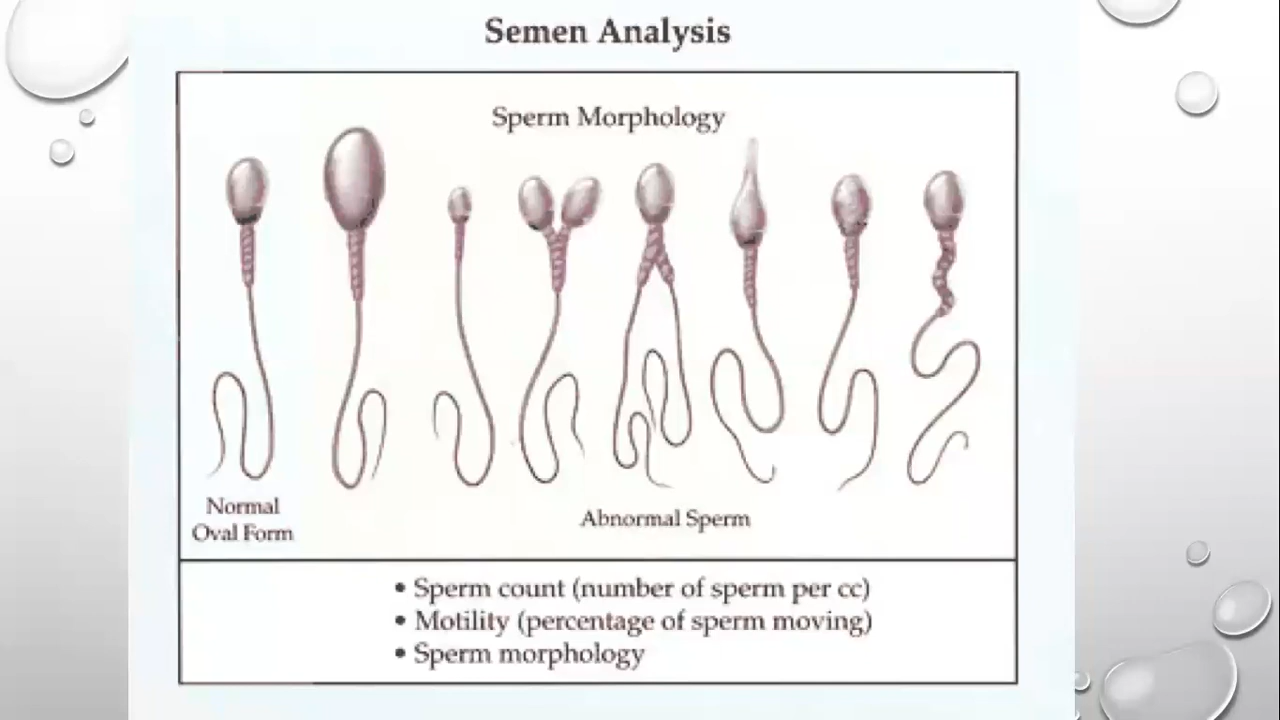 Semen Analysis
Sperm Morphology
Normal
Oval Form
Abnormal Sperm
• Sperm count (number of sperm per cc)
• Motility (percentage of sperm moving)
• Sperm morphology